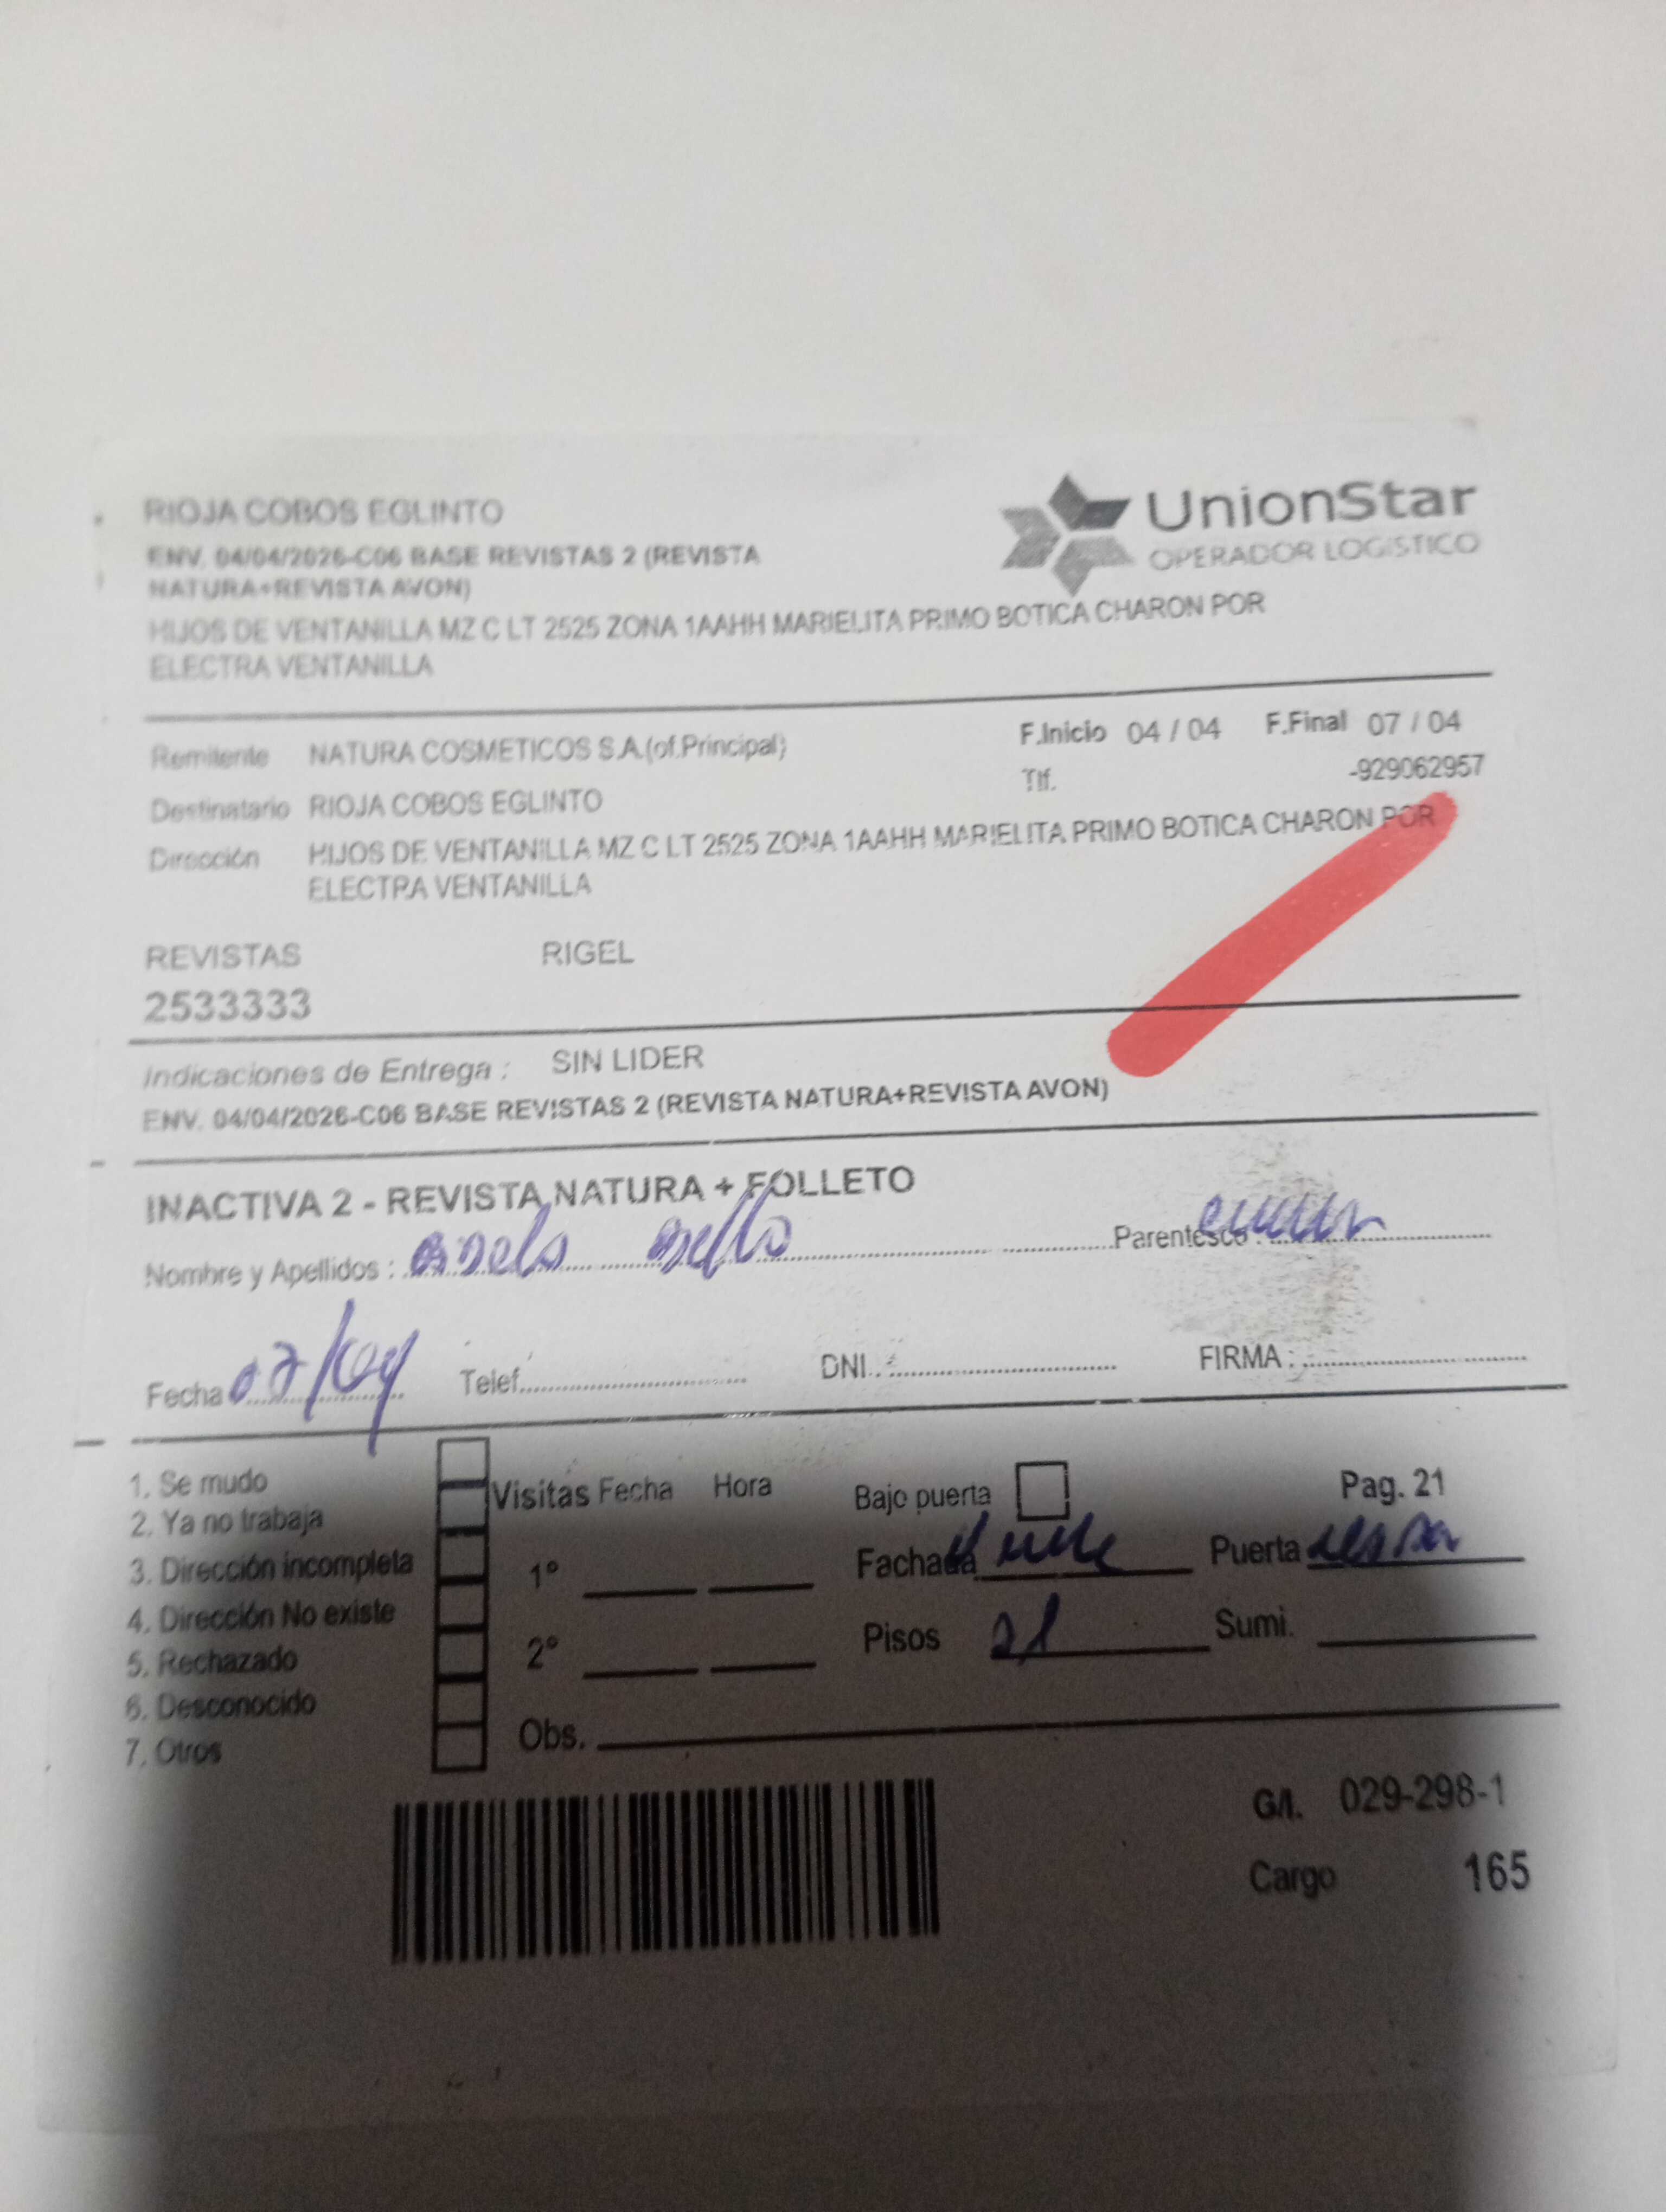 RIOJA COBOS EGLINTO
UnionStar
OPERADOR LOGISTICO
ENV. 04/04/2026-C06 BASE REVISTAS 2 (REVISTA
NATURA+REVISTA AVON)
HIJOS DE VENTANILLA MZ C LT 2525 ZONA 1AAHH MARIELITA PRIMO BOTICA CHARON POR
ELECTRA VENTANILLA
Remitente NATURA COSMETICOS S.A.(of.Principal) F.Inicio 04 / 04 F.Final 07 / 04
Tlf. -929062957
Destinatario RIOJA COBOS EGLINTO
Dirección HIJOS DE VENTANILLA MZ C LT 2525 ZONA 1AAHH MARIELITA PRIMO BOTICA CHARON POR
ELECTRA VENTANILLA
REVISTAS RIGEL
2533333
Indicaciones de Entrega : SIN LIDER
ENV. 04/04/2026-C06 BASE REVISTAS 2 (REVISTA NATURA+REVISTA AVON)
INACTIVA 2 - REVISTA NATURA + FOLLETO
Nombre y Apellidos : Parentesco :
Fecha 07/04 Telef. DNI. : FIRMA :
1. Se mudo
2. Ya no trabaja
3. Dirección incompleta
4. Dirección No existe
5. Rechazado
6. Desconocido
7. Otros
Visitas Fecha Hora
1°
2°
Obs.
Bajo puerta Pag. 21
Fachada Puerta
Pisos Sumi.
G/I. 029-298-1
Cargo 165